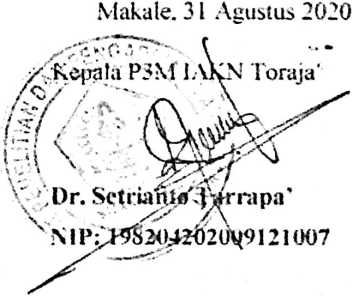 Makale, 31 Agustus 2020
Kepala P3M IAKN Toraja'
Dr. Setrianto Tarrapa'
NIP: 198204202009121007